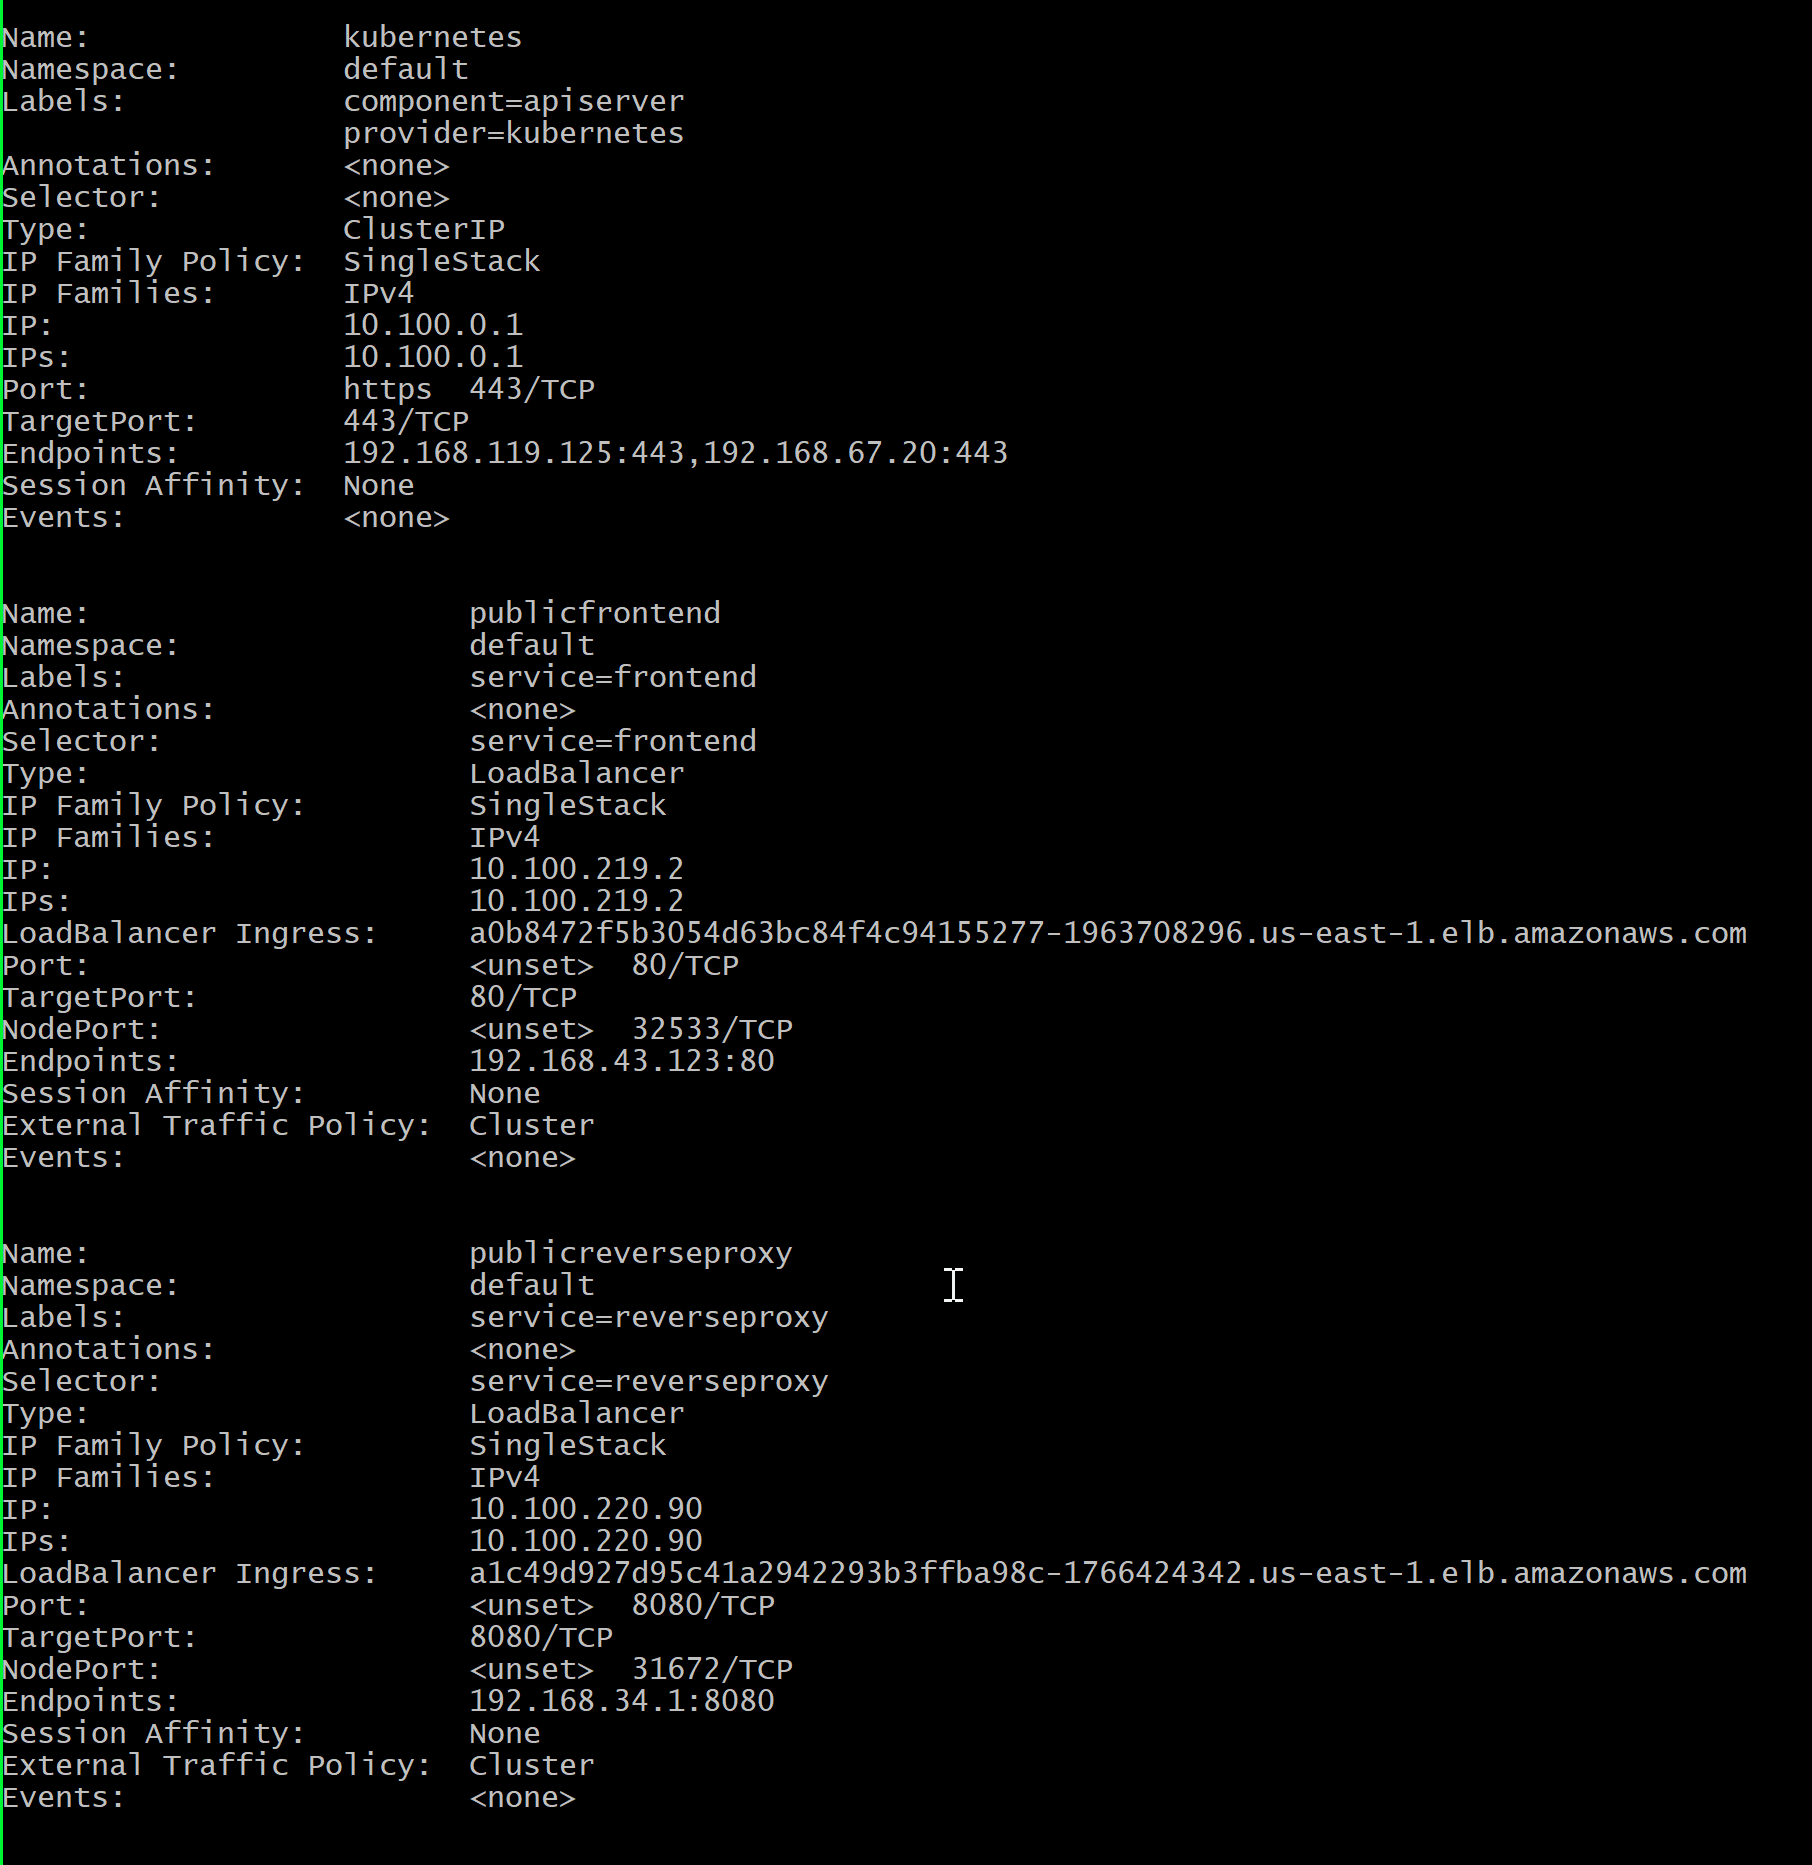 Name:              kubernetes
Namespace:         default
Labels:            component=apiserver
                   provider=kubernetes
Annotations:       <none>
Selector:          <none>
Type:              ClusterIP
IP Family Policy:  SingleStack
IP Families:       IPv4
IP:                10.100.0.1
IPs:               10.100.0.1
Port:              https  443/TCP
TargetPort:        443/TCP
Endpoints:         192.168.119.125:443,192.168.67.20:443
Session Affinity:  None
Events:            <none>
Name:                     publicfrontend
Namespace:                default
Labels:                   service=frontend
Annotations:              <none>
Selector:                 service=frontend
Type:                     LoadBalancer
IP Family Policy:         SingleStack
IP Families:              IPv4
IP:                       10.100.219.2
IPs:                      10.100.219.2
LoadBalancer Ingress:     a0b8472f5b3054d63bc84f4c94155277-1963708296.us-east-1.elb.amazonaws.com
Port:                     <unset>  80/TCP
TargetPort:               80/TCP
NodePort:                 <unset>  32533/TCP
Endpoints:                192.168.43.123:80
Session Affinity:         None
External Traffic Policy:  Cluster
Events:                   <none>
Name:                     publicreverseproxy
Namespace:                default
Labels:                   service=reverseproxy
Annotations:              <none>
Selector:                 service=reverseproxy
Type:                     LoadBalancer
IP Family Policy:         SingleStack
IP Families:              IPv4
IP:                       10.100.220.90
IPs:                      10.100.220.90
LoadBalancer Ingress:     a1c49d927d95c41a2942293b3ffba98c-1766424342.us-east-1.elb.amazonaws.com
Port:                     <unset>  8080/TCP
TargetPort:               8080/TCP
NodePort:                 <unset>  31672/TCP
Endpoints:                192.168.34.1:8080
Session Affinity:         None
External Traffic Policy:  Cluster
Events:                   <none>